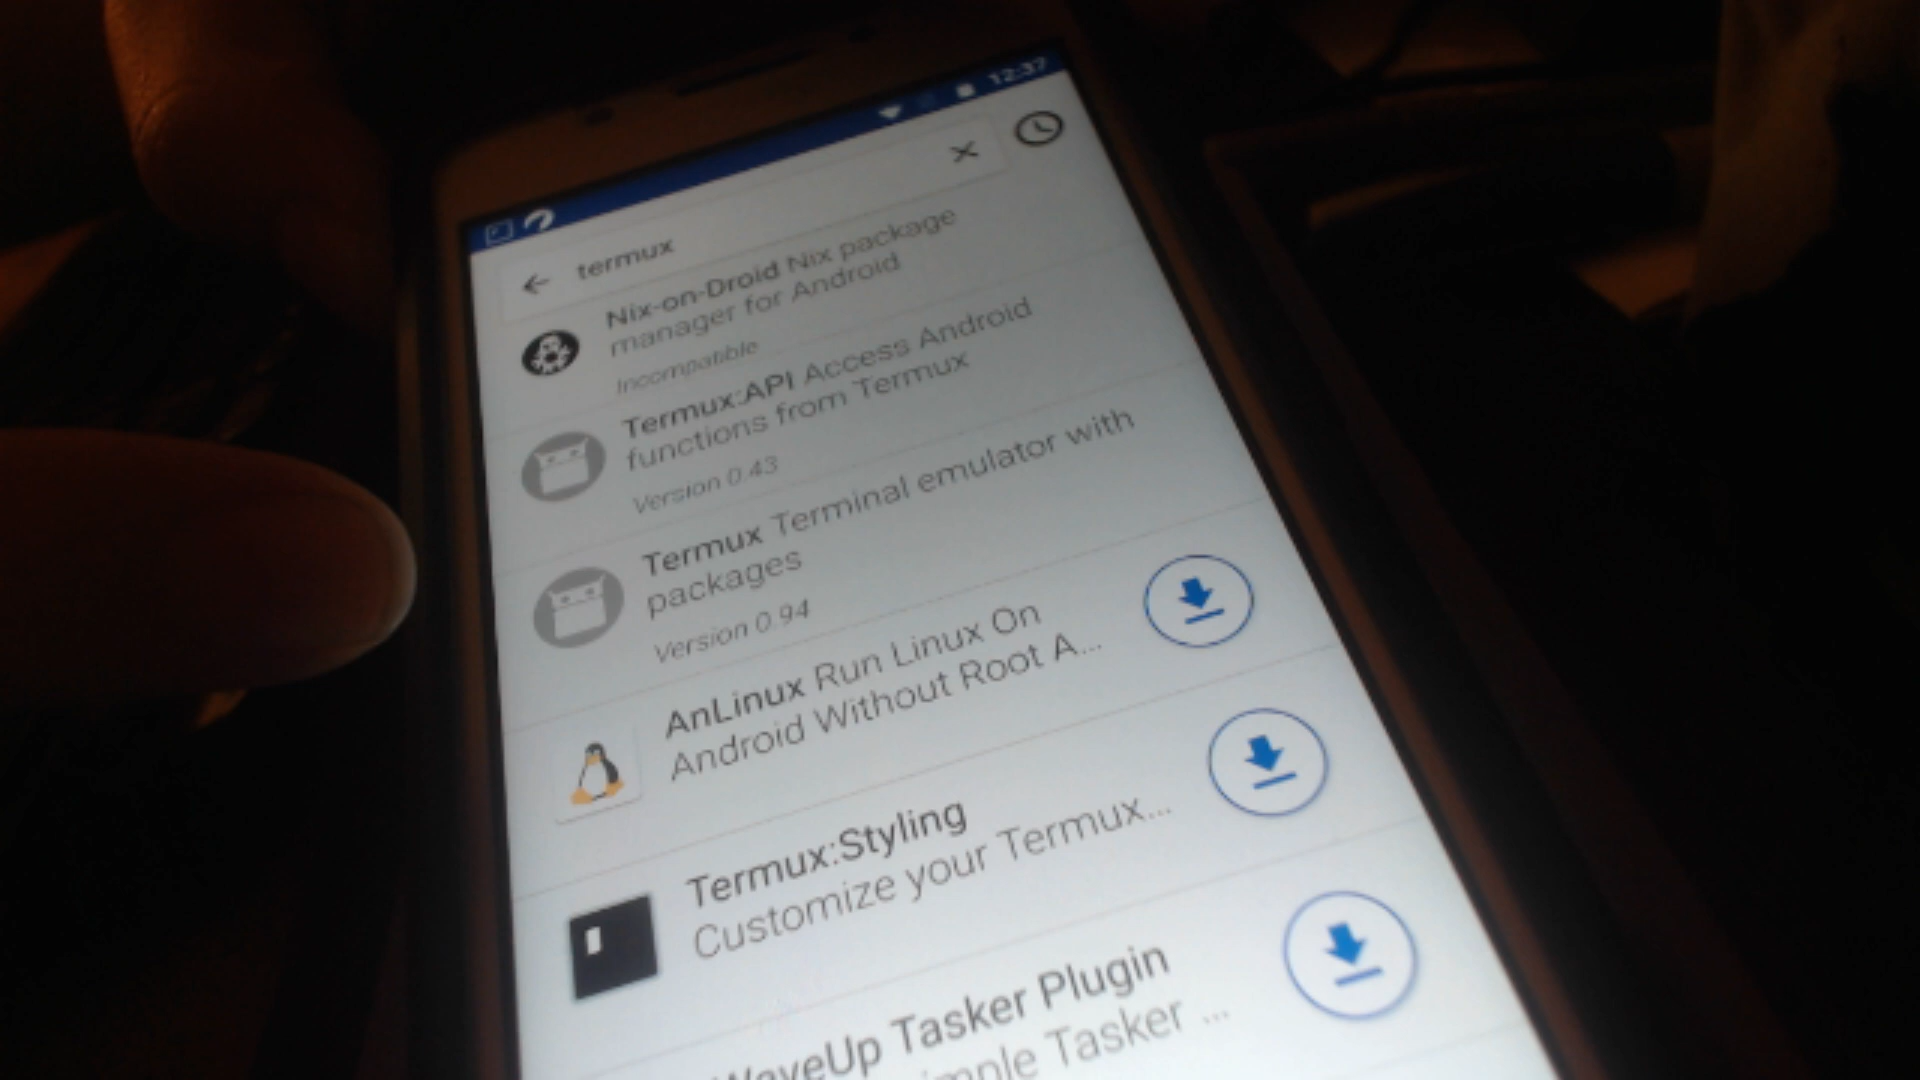 12:37
termux
Nix-on-Droid Nix package
manager for Android
Incompatible
Termux:API Access Android
functions from Termux
Version 0.43
Termux Terminal emulator with
packages
Version 0.94
AnLinux Run Linux On
Android Without Root A...
Termux:Styling
Customize your Termux...
WaveUp Tasker Plugin
Tasker ...